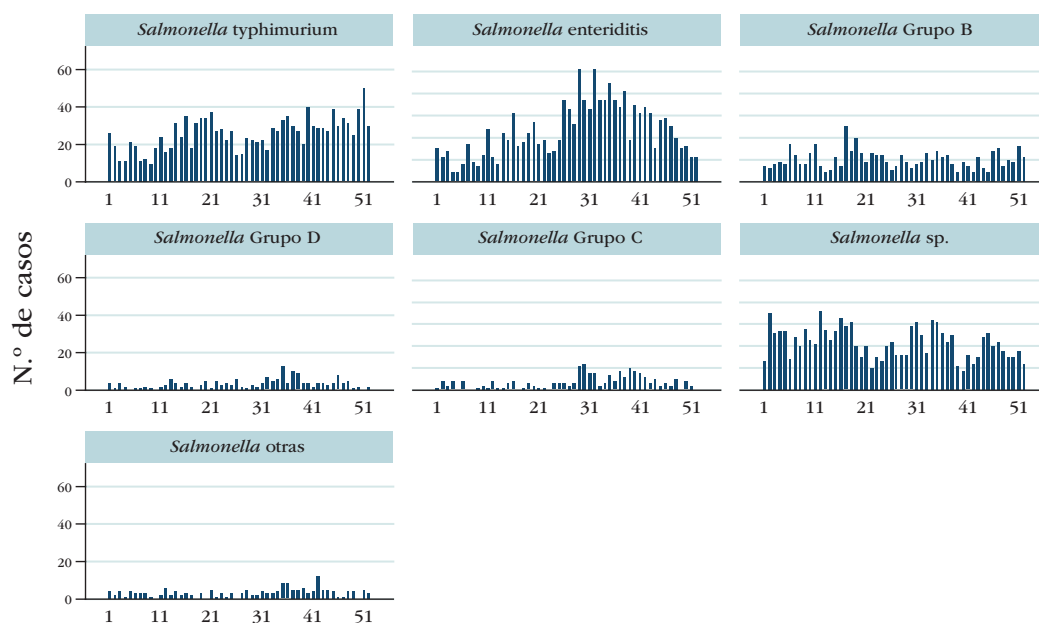 Salmonella typhimurium
Salmonella enteriditis
Salmonella Grupo B
60
40
20
0
1 11 21 31 41 51
1 11 21 31 41 51
1 11 21 31 41 51
N.º de casos
Salmonella Grupo D
Salmonella Grupo C
Salmonella sp.
60
40
20
0
1 11 21 31 41 51
1 11 21 31 41 51
1 11 21 31 41 51
Salmonella otras
60
40
20
0
1 11 21 31 41 51